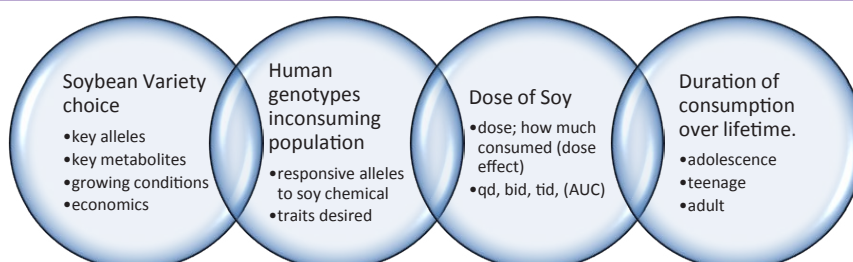 Soybean Variety
choice
•key alleles
•key metabolites
•growing conditions
•economics
Human
genotypes
inconsuming
population
•responsive alleles
to soy chemical
•traits desired
Dose of Soy
•dose; how much
consumed (dose
effect)
•qd, bid, tid, (AUC)
Duration of
consumption
over lifetime.
•adolescence
•teenage
•adult